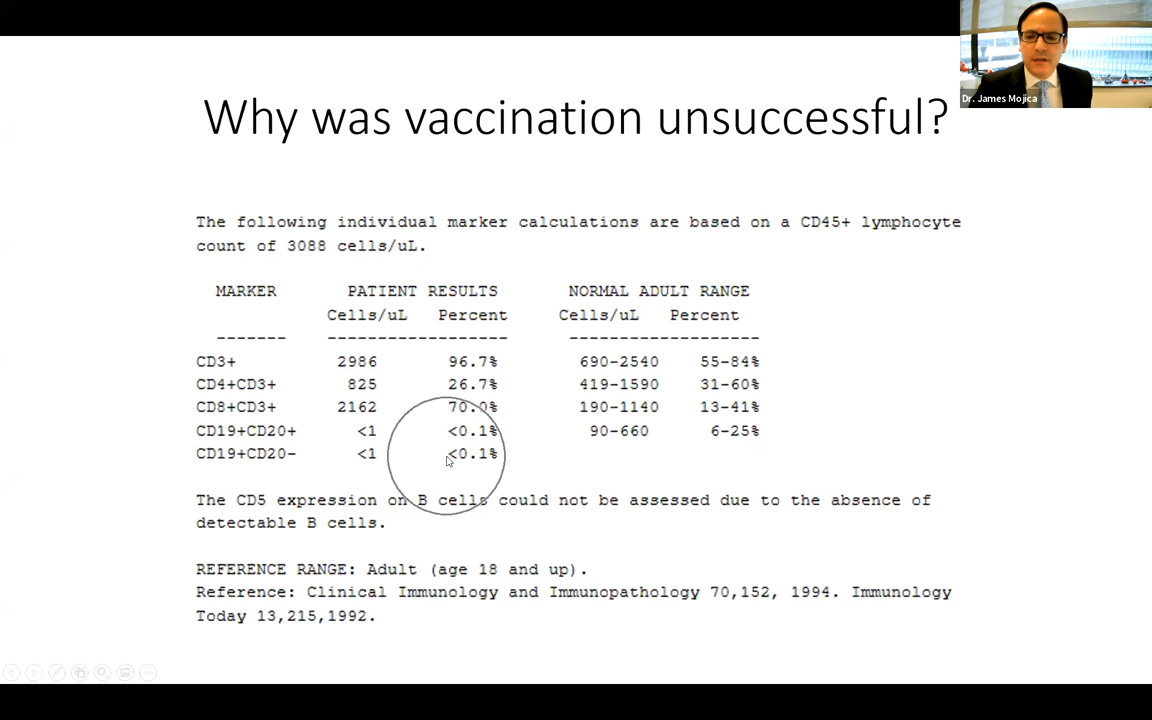 Dr. James Mojica
Why was vaccination unsuccessful?
The following individual marker calculations are based on a CD45+ lymphocyte
count of 3088 cells/uL.
MARKER PATIENT RESULTS NORMAL ADULT RANGE
Cells/uL Percent Cells/uL Percent
------- ------------------ -------------------
CD3+ 2986 96.7% 690-2540 55-84%
CD4+CD3+ 825 26.7% 419-1590 31-60%
CD8+CD3+ 2162 70.0% 190-1140 13-41%
CD19+CD20+ <1 <0.1% 90-660 6-25%
CD19+CD20- <1 <0.1%
The CD5 expression on B cells could not be assessed due to the absence of
detectable B cells.
REFERENCE RANGE: Adult (age 18 and up).
Reference: Clinical Immunology and Immunopathology 70,152, 1994. Immunology
Today 13,215,1992.